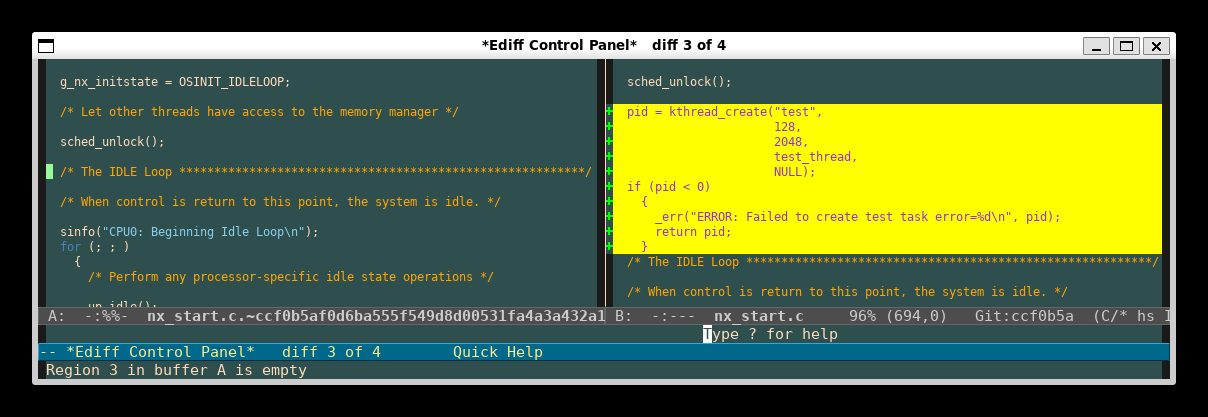 *Ediff Control Panel*   diff 3 of 4
g_nx_initstate = OSINIT_IDLELOOP;
/* Let other threads have access to the memory manager */
sched_unlock();
/* The IDLE Loop ***********************************************************/
/* When control is return to this point, the system is idle. */
sinfo("CPU0: Beginning Idle Loop\n");
for (; ; )
{
/* Perform any processor-specific idle state operations */
up_idle();
A:  -:%%-  nx_start.c.~ccf0b5af0d6ba555f549d8d00531fa4a3a432a1
sched_unlock();
+ pid = kthread_create("test",
+ 128,
+ 2048,
+ test_thread,
+ NULL);
+ if (pid < 0)
+ {
+ _err("ERROR: Failed to create test task error=%d\n", pid);
+ return pid;
+ }
/* The IDLE Loop **********************************************************/
/* When control is return to this point, the system is idle. */
B:  -:---  nx_start.c     96% (694,0)   Git:ccf0b5a  (C/* hs I
Type ? for help
-- *Ediff Control Panel*   diff 3 of 4        Quick Help
Region 3 in buffer A is empty